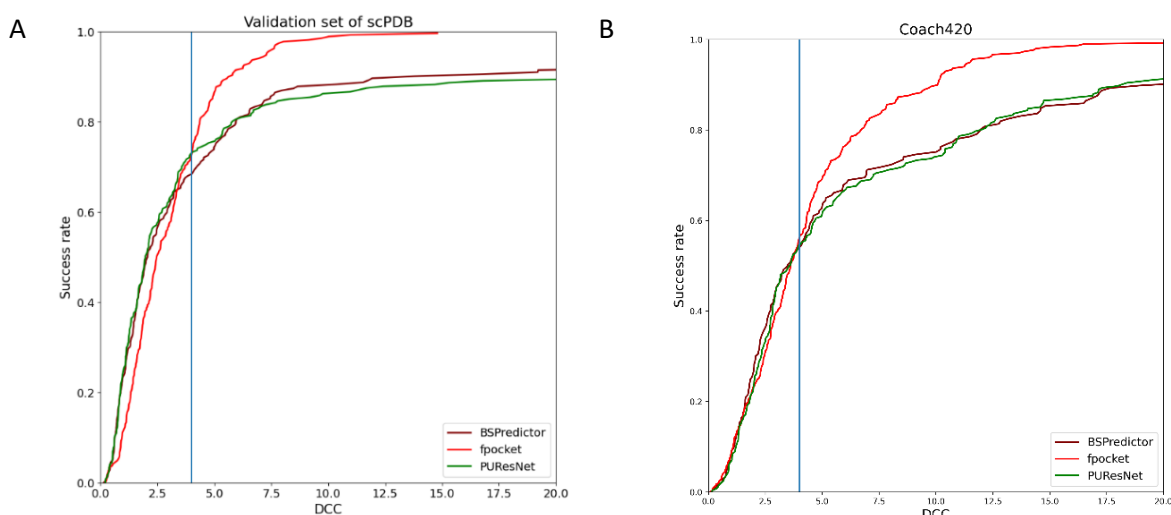 A
Validation set of scPDB
1.0
0.8
0.6
0.4
0.2
0.0
Success rate
0.0 2.5 5.0 7.5 10.0 12.5 15.0 17.5 20.0
DCC
BSPredictor
fpocket
PUResNet
B
Coach420
1.0
0.8
0.6
0.4
0.2
0.0
Success rate
0.0 2.5 5.0 7.5 10.0 12.5 15.0 17.5 20.0
DCC
BSPredictor
fpocket
PUResNet